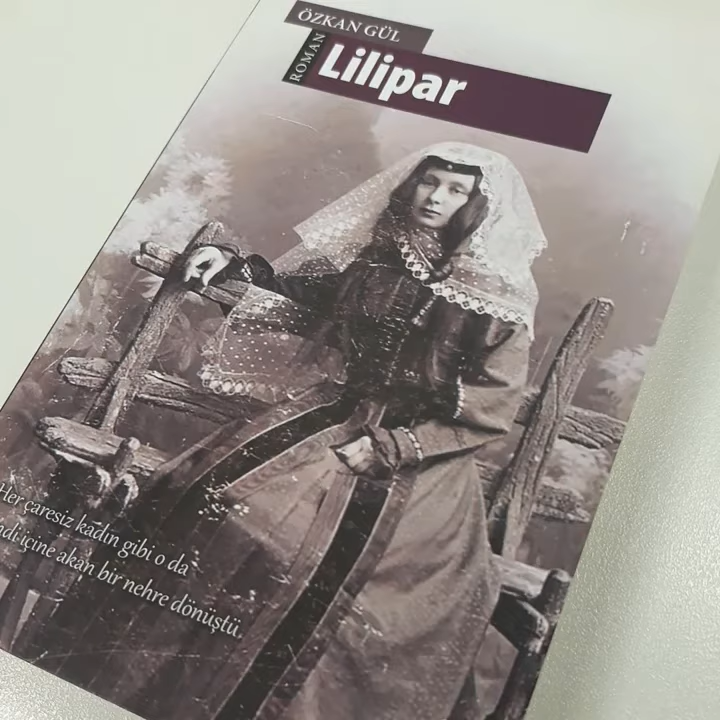 ÖZKAN GÜL
ROMAN
Lilipar
Her çaresiz kadın gibi o da
içine akan bir nehre dönüştü.